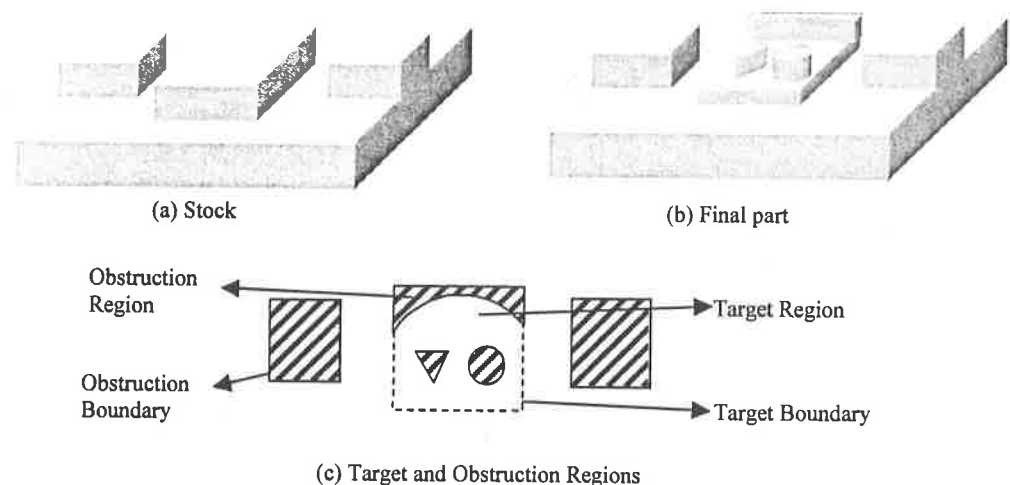 (a) Stock
(b) Final part
Obstruction
Region
Target Region
Obstruction
Boundary
Target Boundary
(c) Target and Obstruction Regions